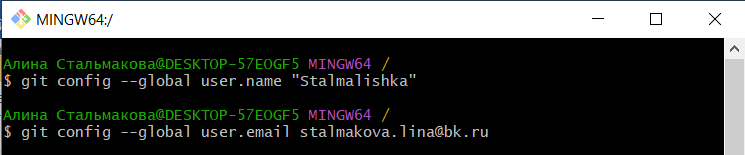 MINGW64:/
Алина Стальмакова@DESKTOP-57EOGF5 MINGW64 /
$ git config --global user.name "Stalmalishka"
Алина Стальмакова@DESKTOP-57EOGF5 MINGW64 /
$ git config --global user.email stalmakova.lina@bk.ru